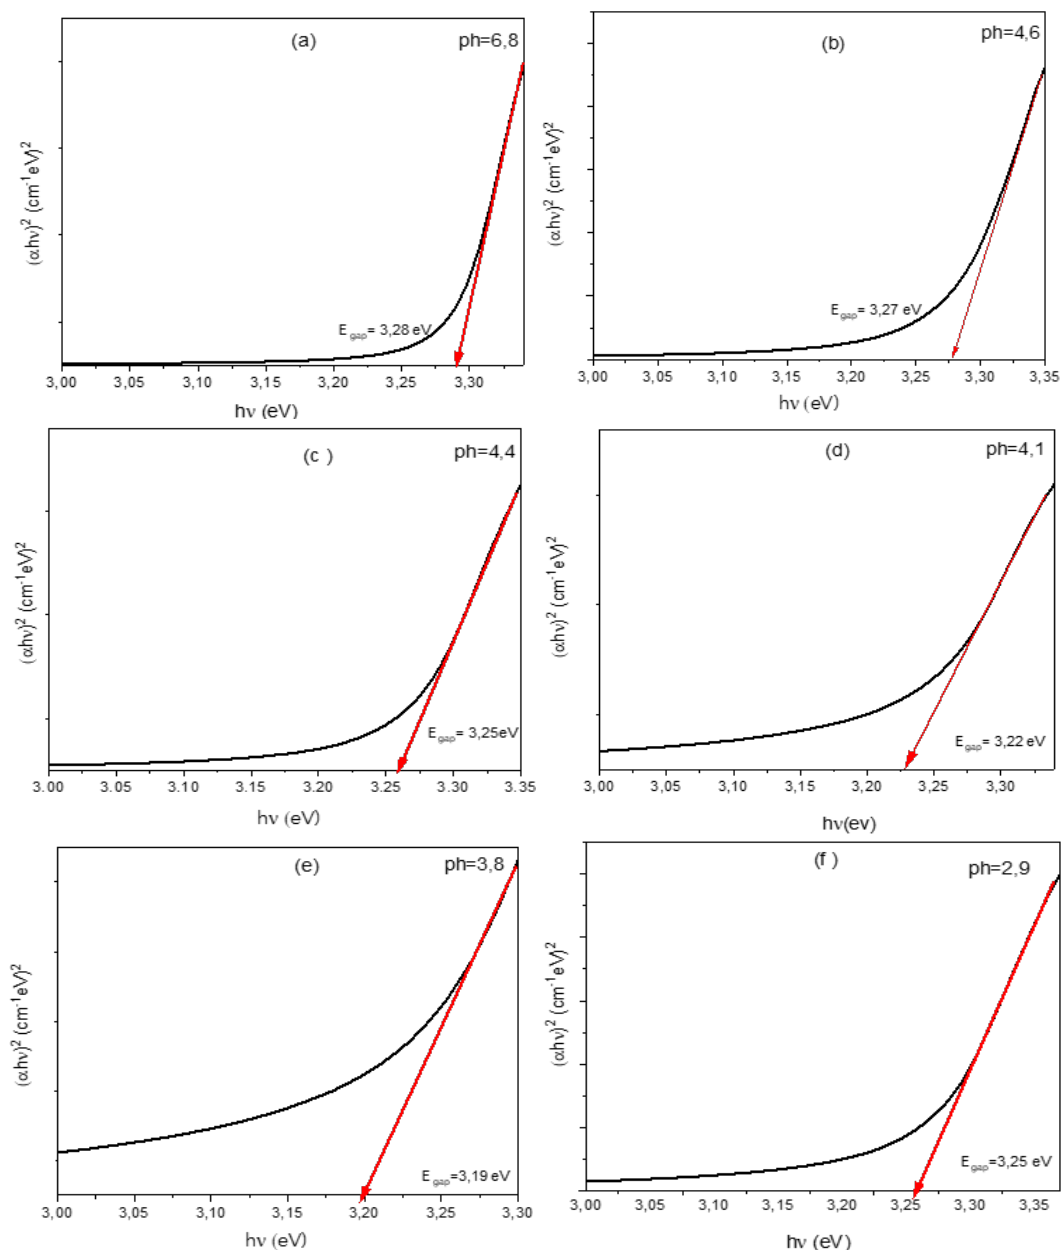 (a)
ph=6,8
(αhν)² (cm⁻¹eV)²
E gap= 3,28 eV
3,00 3,05 3,10 3,15 3,20 3,25 3,30
hν (eV)
(b)
ph=4,6
(αhν)² (cm⁻¹eV)²
E gap= 3,27 eV
3,00 3,05 3,10 3,15 3,20 3,25 3,30 3,35
hν (eV)
(c )
ph=4,4
(αhν)² (cm⁻¹eV)²
E gap= 3,25eV
3.00 3.05 3.10 3.15 3.20 3.25 3.30 3.35
hν (eV)
(d)
ph=4,1
(αhν)² (cm⁻¹eV)²
E gap= 3,22 eV
3,00 3,05 3,10 3,15 3,20 3,25 3,30
hν(ev)
(e)
ph=3,8
(αhν)² (cm⁻¹eV)²
E gap=3,19 eV
3,00 3,05 3,10 3,15 3,20 3,25 3,30
hν (eV)
(f )
ph=2,9
(αhν)² (cm⁻¹eV)²
E gap=3,25 eV
3,00 3,05 3,10 3,15 3,20 3,25 3,30 3,35
hν (eV)